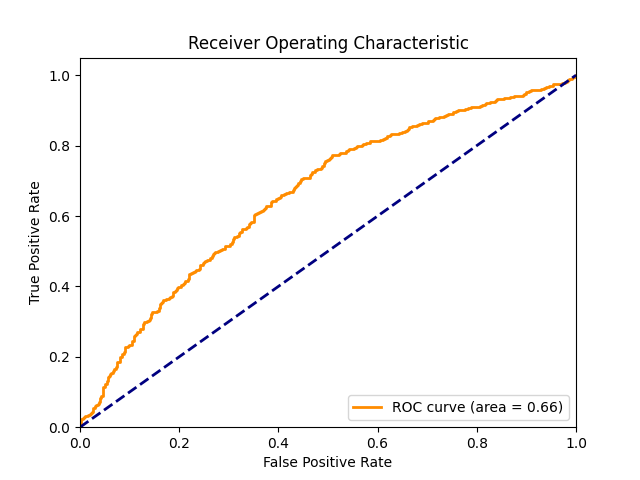 Receiver Operating Characteristic
True Positive Rate
1.0
0.8
0.6
0.4
0.2
0.0
ROC curve (area = 0.66)
0.0 0.2 0.4 0.6 0.8 1.0
False Positive Rate